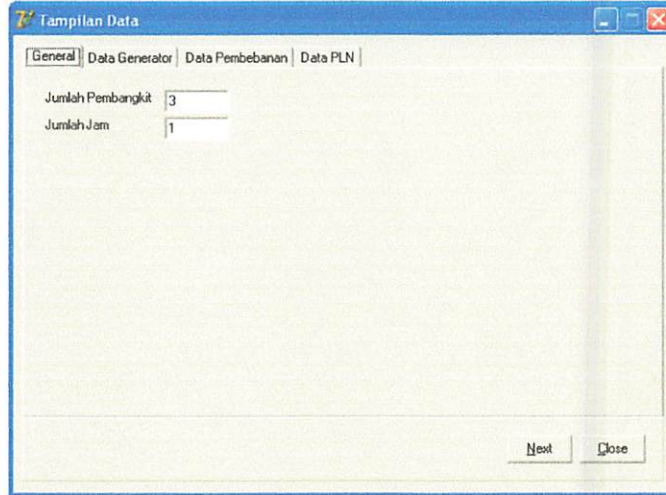 Tampilan Data
General Data Generator Data Pembebanan Data PLN
Jumlah Pembangkit 3
Jumlah Jam 1
Next Close